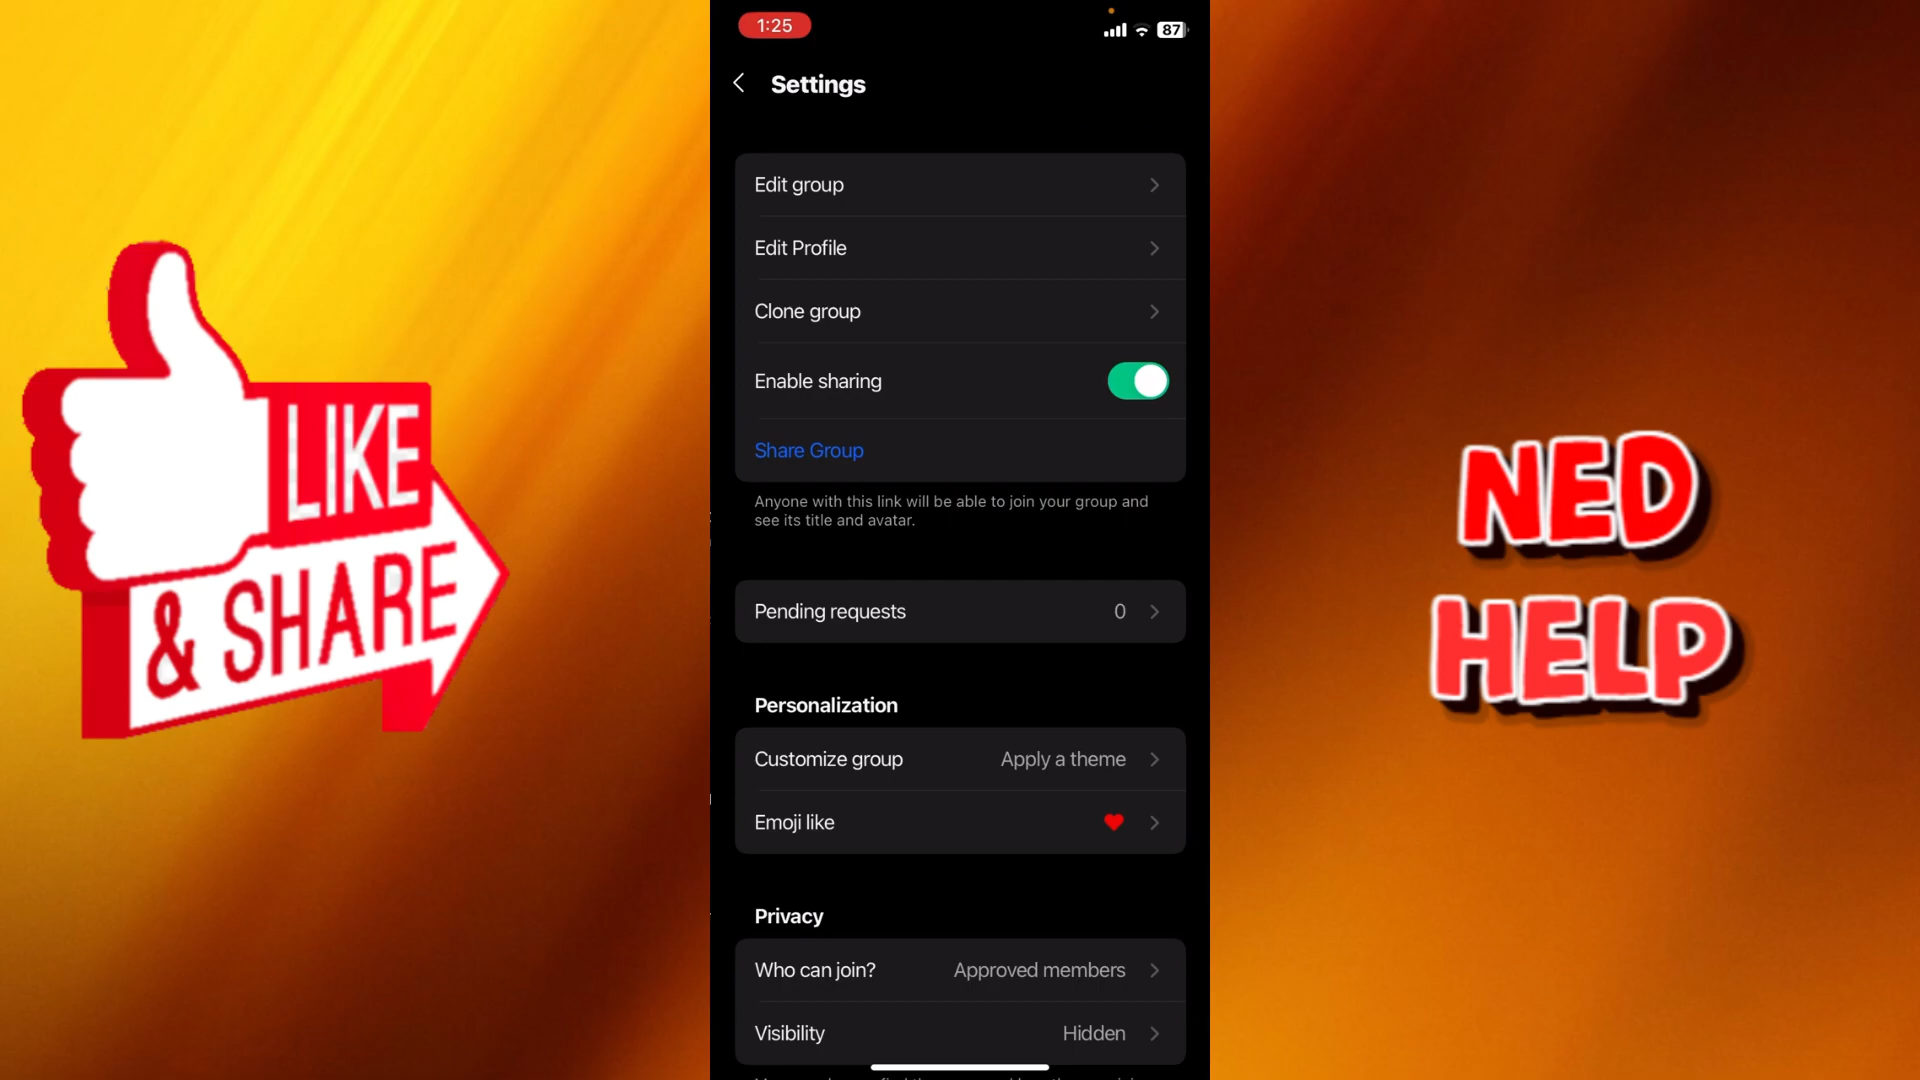 1:25
87
Settings
Edit group
Edit Profile
Clone group
Enable sharing
Share Group
Anyone with this link will be able to join your group and
see its title and avatar.
Pending requests 0
Personalization
Customize group Apply a theme
Emoji like
Privacy
Who can join? Approved members
Visibility Hidden
LIKE
& SHARE
NED
HELP